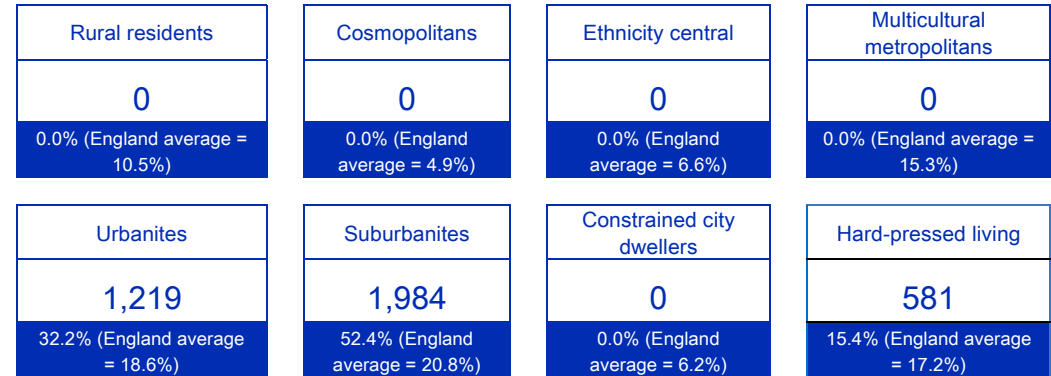 Rural residents
0
0.0% (England average =
10.5%)
Cosmopolitans
0
0.0% (England
average = 4.9%)
Ethnicity central
0
0.0% (England
average = 6.6%)
Multicultural
metropolitans
0
0.0% (England average =
15.3%)
Urbanites
1,219
32.2% (England average
= 18.6%)
Suburbanites
1,984
52.4% (England
average = 20.8%)
Constrained city
dwellers
0
0.0% (England
average = 6.2%)
Hard-pressed living
581
15.4% (England average
= 17.2%)